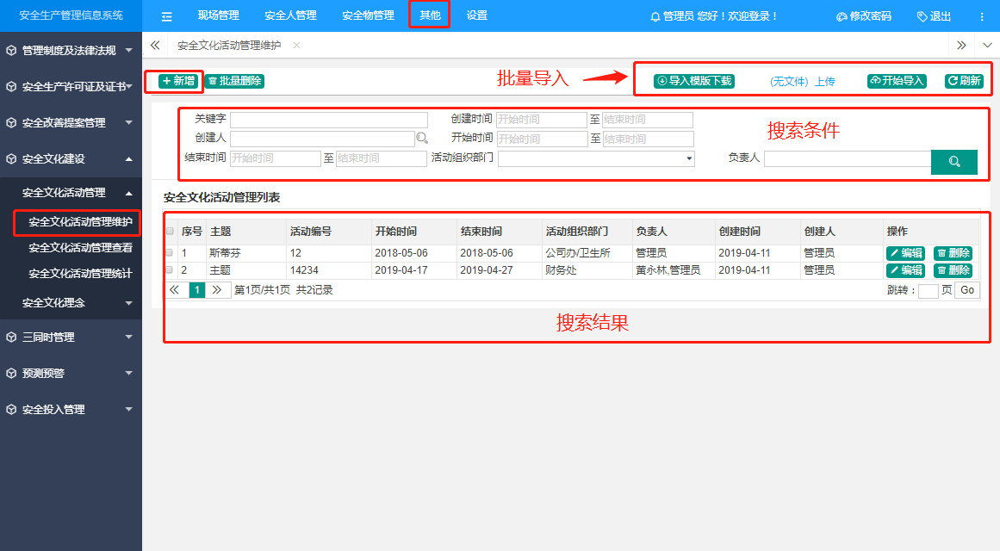 安全生产管理信息系统 现场管理 安全人管理 安全物管理 其他 设置 管理员 您好！欢迎登录！ 修改密码 退出
管理制度及法律法规
安全生产许可证及证书
安全改善提案管理
安全文化建设
安全文化活动管理
安全文化活动管理维护
安全文化活动管理查看
安全文化活动管理统计
安全文化理念
三同时管理
预测预警
安全投入管理
安全文化活动管理维护
新增 批量删除 批量导入 导入模版下载 (无文件) 上传 开始导入 刷新
关键字 创建时间 开始时间 至 结束时间
搜索条件
创建人 开始时间 开始时间 至 结束时间
结束时间 开始时间 至 结束时间 活动组织部门 负责人
安全文化活动管理列表
序号 主题 活动编号 开始时间 结束时间 活动组织部门 负责人 创建时间 创建人 操作
1 斯蒂芬 12 2018-05-06 2018-05-06 公司办/卫生所 管理员 2019-04-11 管理员 编辑 删除
2 主题 14234 2019-04-17 2019-04-27 财务处 黄永林,管理员 2019-04-11 管理员 编辑 删除
1 第1页/共1页 共2记录 跳转： 页 Go
搜索结果